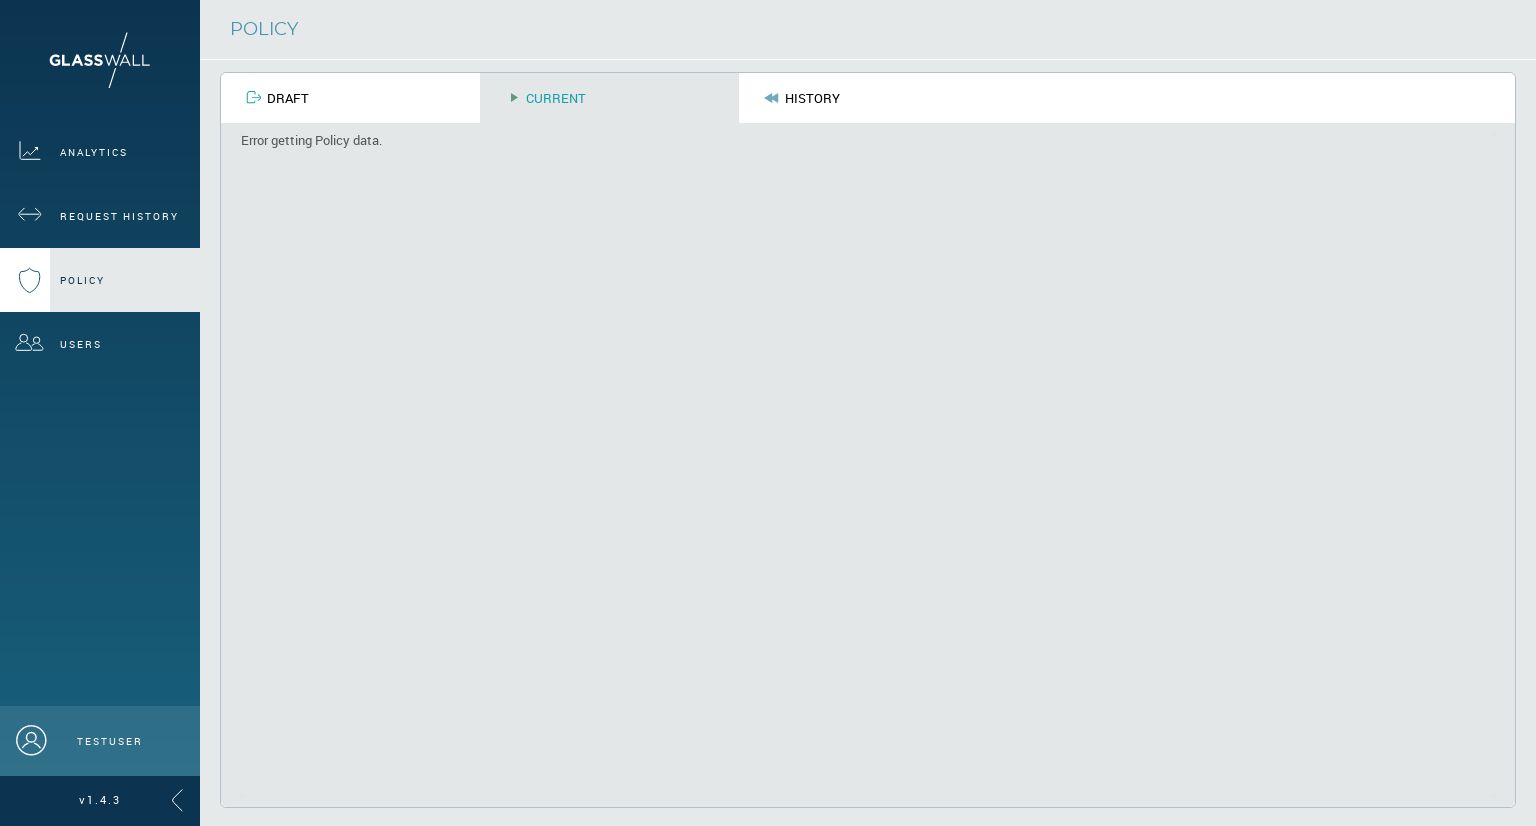 GLASSWALL
ANALYTICS
REQUEST HISTORY
POLICY
USERS
TESTUSER
v1.4.3
POLICY
DRAFT
CURRENT
HISTORY
Error getting Policy data.